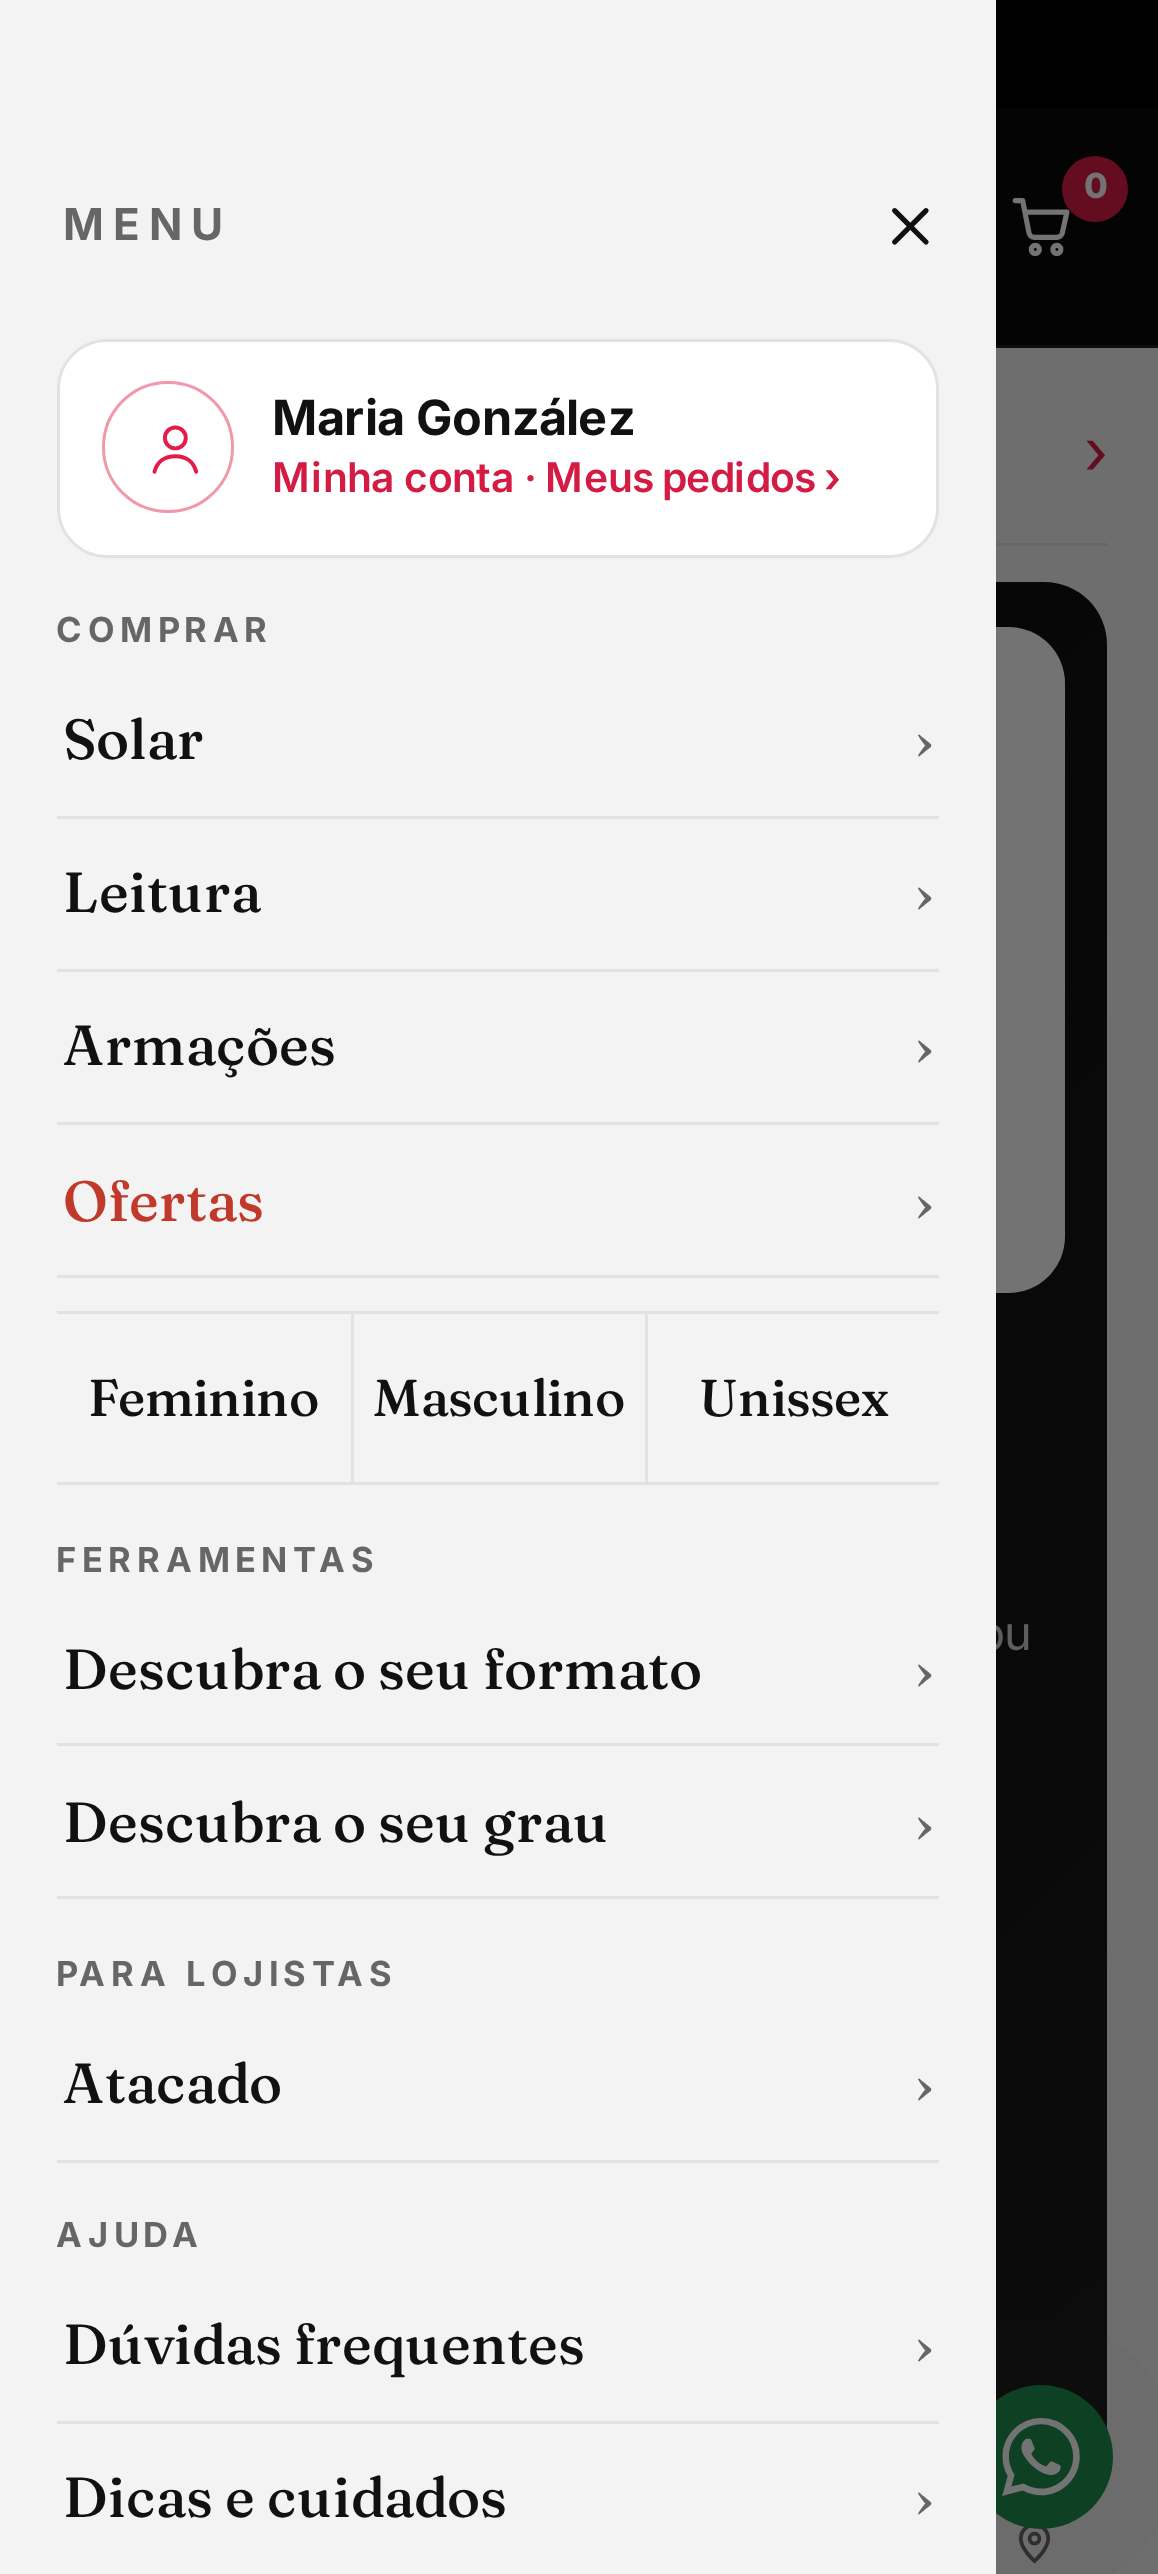 MENU
0
Maria González
Minha conta · Meus pedidos ›
COMPRAR
Solar
Leitura
Armações
Ofertas
Feminino Masculino Unissex
FERRAMENTAS
Descubra o seu formato
Descubra o seu grau
PARA LOJISTAS
Atacado
AJUDA
Dúvidas frequentes
Dicas e cuidados